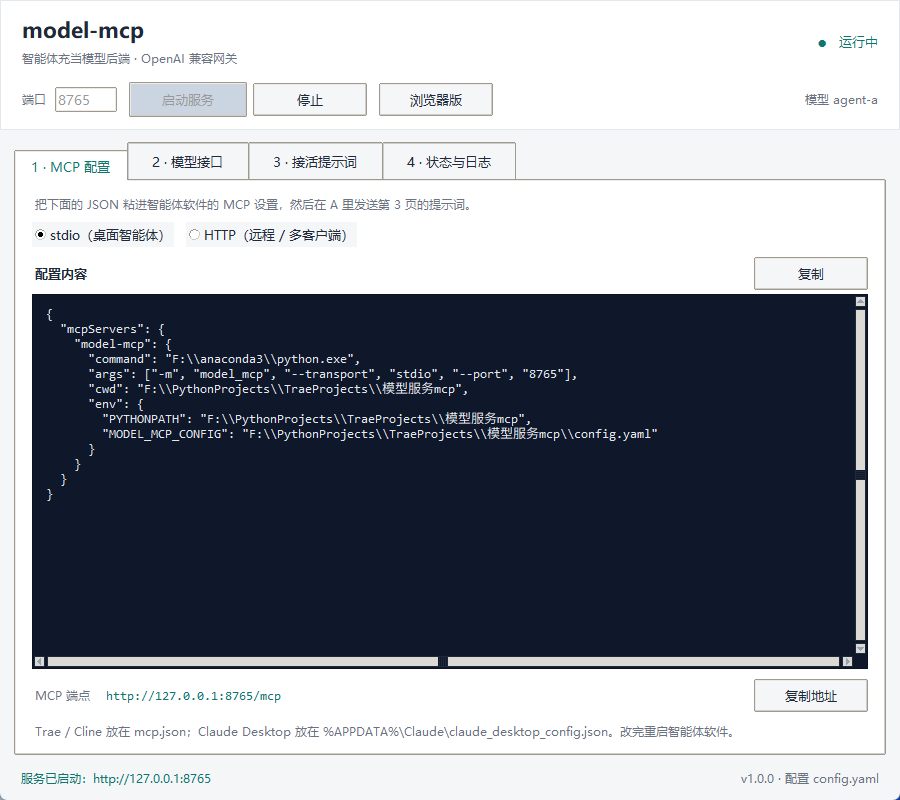 model-mcp
智能体充当模型后端 · OpenAI 兼容网关
● 运行中
端口 8765 启动服务 停止 浏览器版 模型 agent-a
1 · MCP 配置 2 · 模型接口 3 · 接活提示词 4 · 状态与日志
把下面的 JSON 粘进智能体软件的 MCP 设置，然后在 A 里发送第 3 页的提示词。
stdio（桌面智能体） HTTP（远程 / 多客户端）
配置内容 复制
{
  "mcpServers": {
    "model-mcp": {
      "command": "F:\\anaconda3\\python.exe",
      "args": ["-m", "model_mcp", "--transport", "stdio", "--port", "8765"],
      "cwd": "F:\\PythonProjects\\TraeProjects\\模型服务mcp",
      "env": {
        "PYTHONPATH": "F:\\PythonProjects\\TraeProjects\\模型服务mcp",
        "MODEL_MCP_CONFIG": "F:\\PythonProjects\\TraeProjects\\模型服务mcp\\config.yaml"
      }
    }
  }
}
MCP 端点 http://127.0.0.1:8765/mcp 复制地址
Trae / Cline 放在 mcp.json；Claude Desktop 放在 %APPDATA%\Claude\claude_desktop_config.json。改完重启智能体软件。
服务已启动：http://127.0.0.1:8765 v1.0.0 · 配置 config.yaml